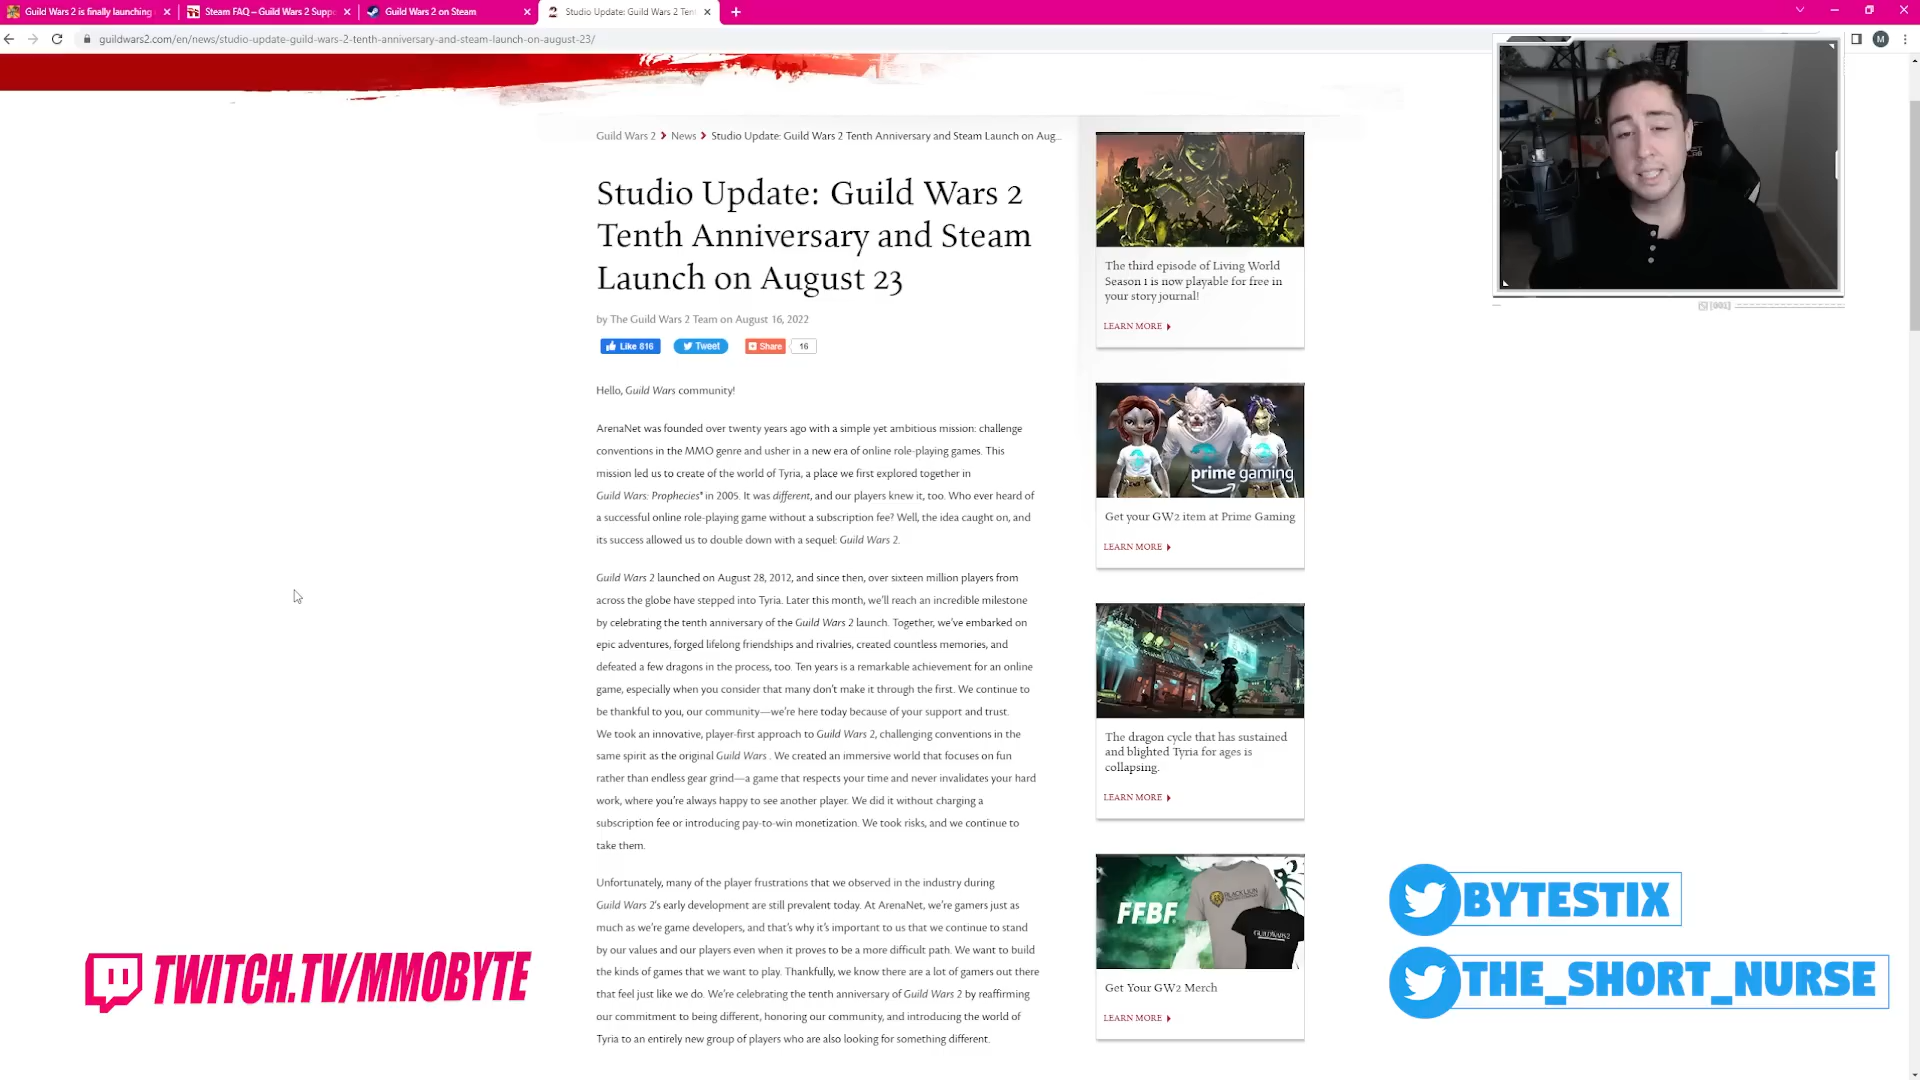 Guild Wars 2 is finally launching
Steam FAQ – Guild Wars 2 Supp
Guild Wars 2 on Steam
Studio Update: Guild Wars 2 Ten
guildwars2.com/en/news/studio-update-guild-wars-2-tenth-anniversary-and-steam-launch-on-august-23/
M
Guild Wars 2 > News > Studio Update: Guild Wars 2 Tenth Anniversary and Steam Launch on Aug...
Studio Update: Guild Wars 2
Tenth Anniversary and Steam
Launch on August 23
by The Guild Wars 2 Team on August 16, 2022
Like 816
Tweet
Share
16
Hello, Guild Wars community!
ArenaNet was founded over twenty years ago with a simple yet ambitious mission: challenge
conventions in the MMO genre and usher in a new era of online role-playing games. This
mission led us to create of the world of Tyria, a place we first explored together in
Guild Wars: Prophecies® in 2005. It was different, and our players knew it, too. Who ever heard of
a successful online role-playing game without a subscription fee? Well, the idea caught on, and
its success allowed us to double down with a sequel: Guild Wars 2.
Guild Wars 2 launched on August 28, 2012, and since then, over sixteen million players from
across the globe have stepped into Tyria. Later this month, we'll reach an incredible milestone
by celebrating the tenth anniversary of the Guild Wars 2 launch. Together, we've embarked on
epic adventures, forged lifelong friendships and rivalries, created countless memories, and
defeated a few dragons in the process, too. Ten years is a remarkable achievement for an online
game, especially when you consider that many don't make it through the first. We continue to
be thankful to you, our community—we're here today because of your support and trust.
We took an innovative, player-first approach to Guild Wars 2, challenging conventions in the
same spirit as the original Guild Wars . We created an immersive world that focuses on fun
rather than endless gear grind—a game that respects your time and never invalidates your hard
work, where you're always happy to see another player. We did it without charging a
subscription fee or introducing pay-to-win monetization. We took risks, and we continue to
take them.
Unfortunately, many of the player frustrations that we observed in the industry during
Guild Wars 2's early development are still prevalent today. At ArenaNet, we're gamers just as
much as we're game developers, and that's why it's important to us that we continue to stand
by our values and our players even when it proves to be a more difficult path. We want to build
the kinds of games that we want to play. Thankfully, we know there are a lot of gamers out there
that feel just like we do. We're celebrating the tenth anniversary of Guild Wars 2 by reaffirming
our commitment to being different, honoring our community, and introducing the world of
Tyria to an entirely new group of players who are also looking for something different.
The third episode of Living World
Season 1 is now playable for free in
your story journal!
LEARN MORE
prime gaming
Get your GW2 item at Prime Gaming
LEARN MORE
The dragon cycle that has sustained
and blighted Tyria for ages is
collapsing.
LEARN MORE
FFBF
BLACK LION
GUILD WARS 2
Get Your GW2 Merch
LEARN MORE
[001]
TWITCH.TV/MMOBYTE
BYTESTIX
THE_SHORT_NURSE